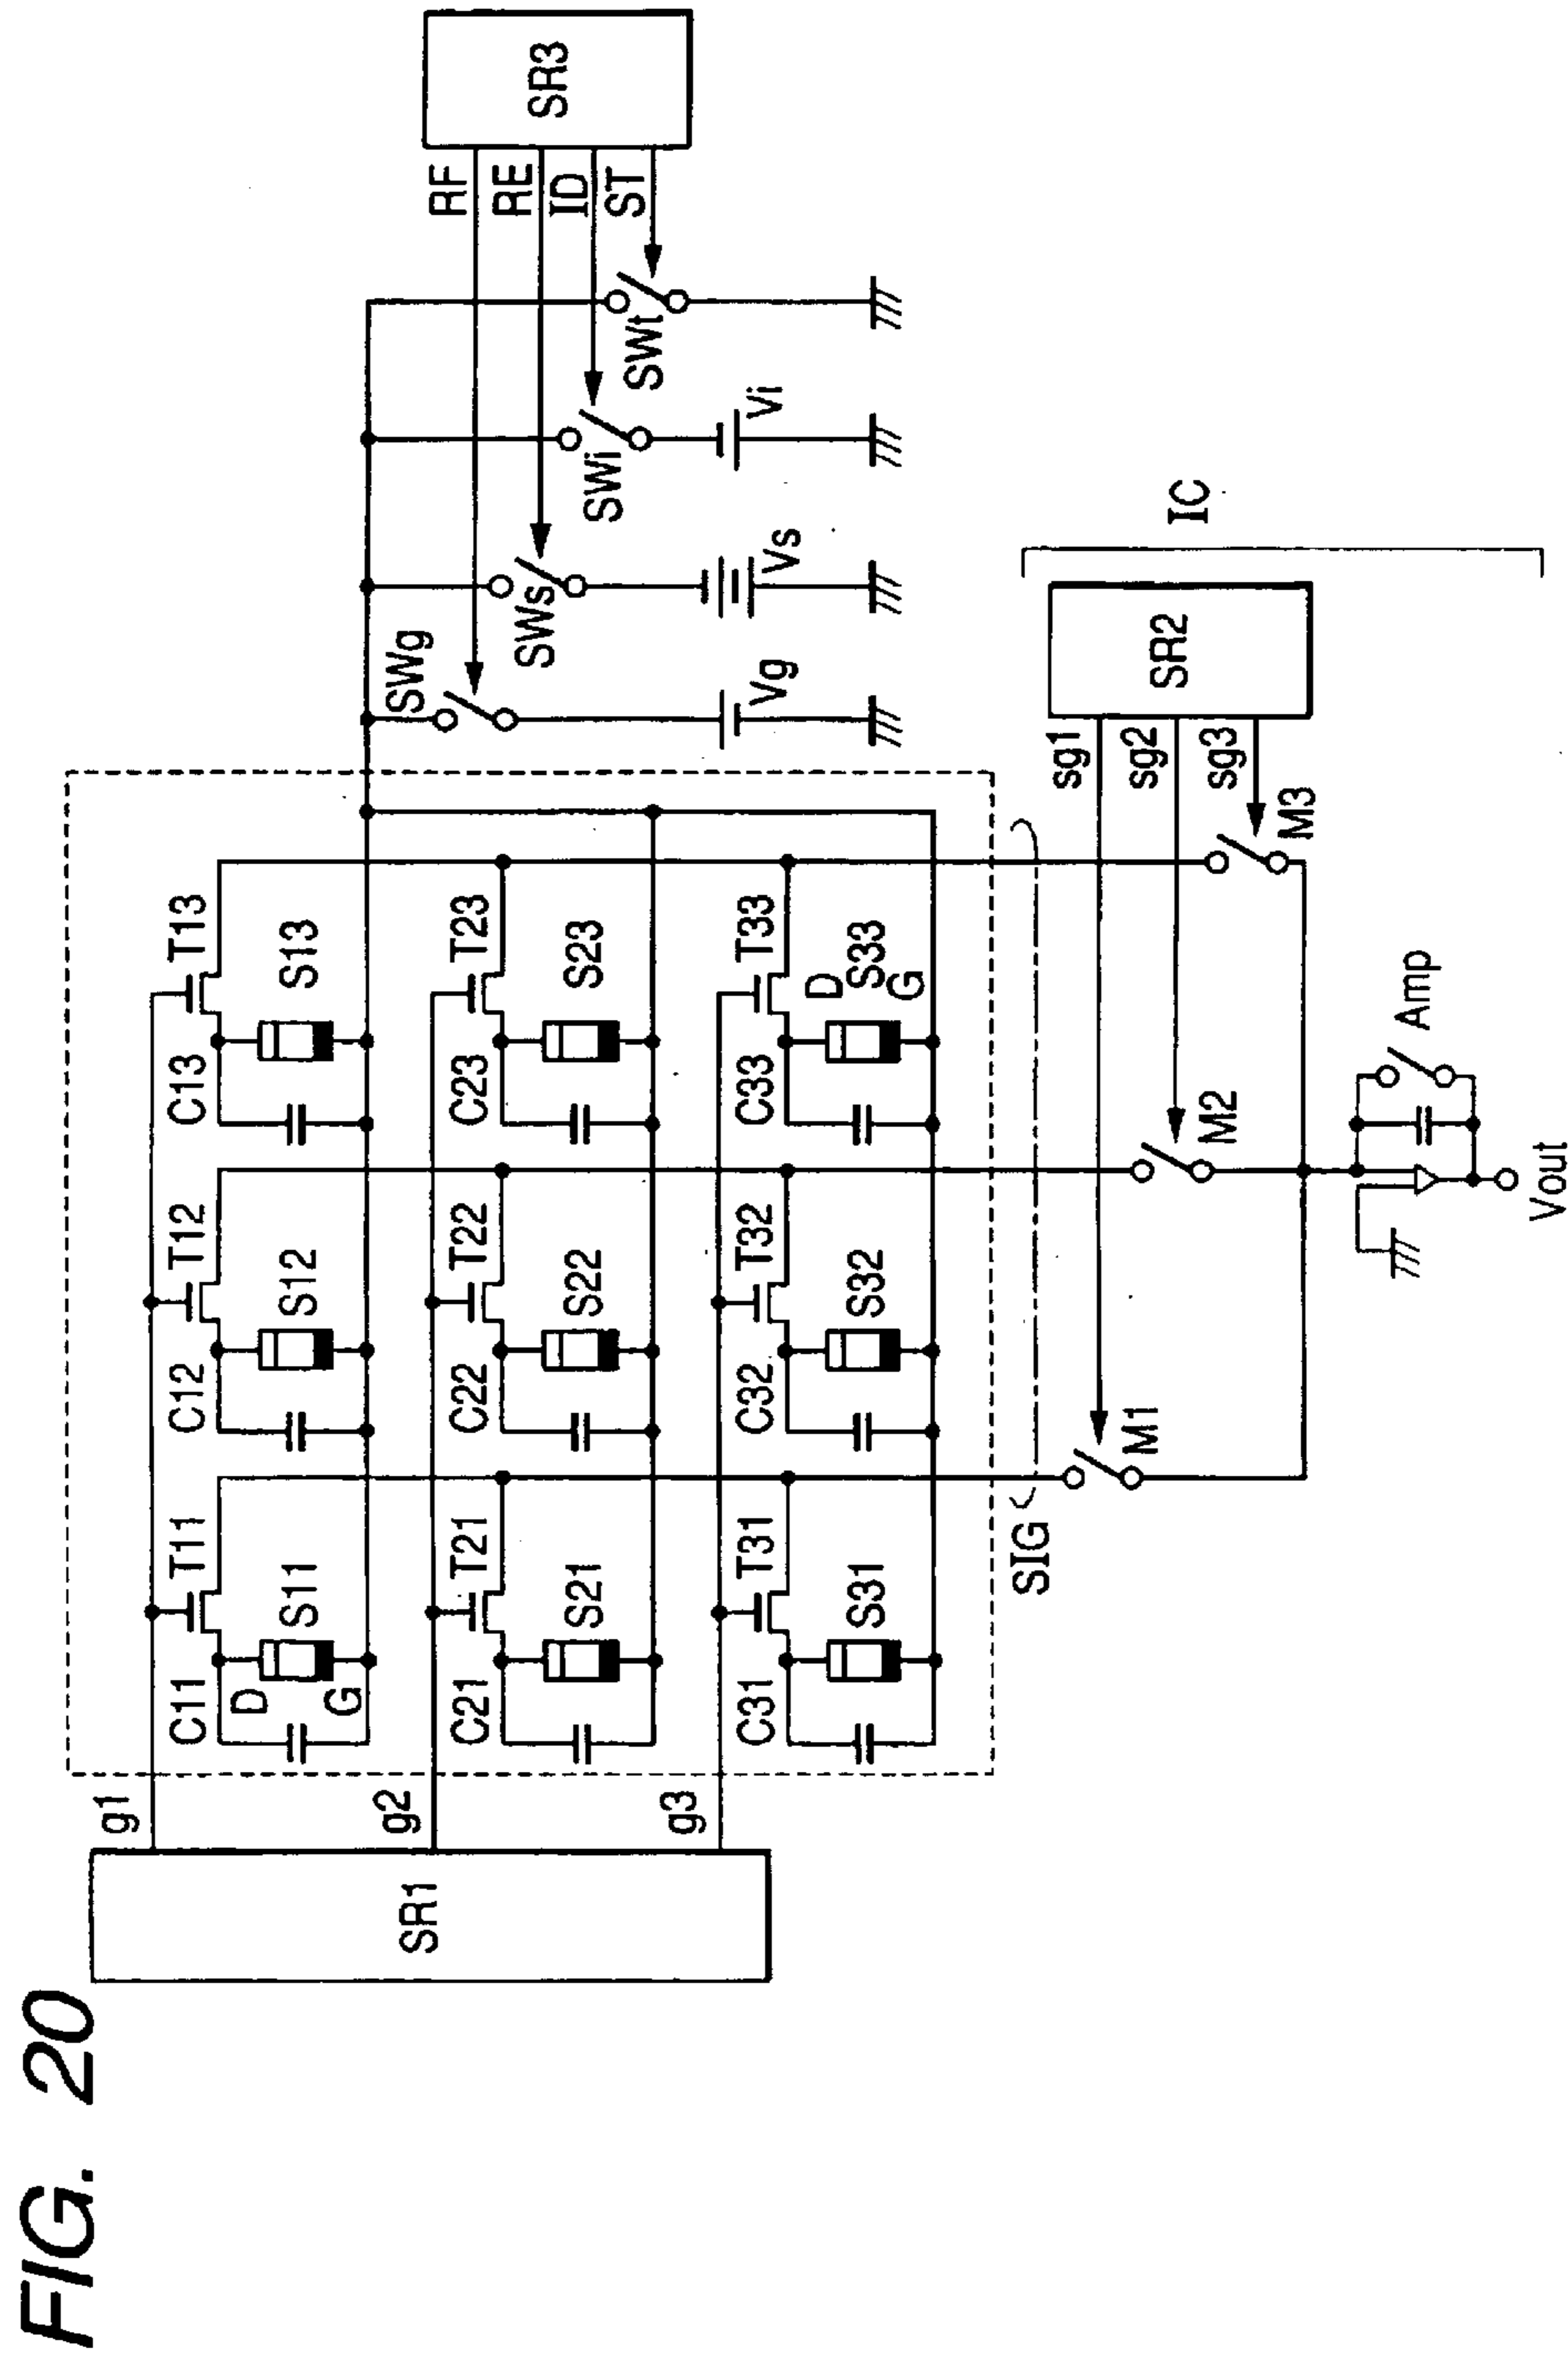 FIG. 20
SR1
g1
g2
g3
C11
T11
D
S11
G
C12
T12
S12
C13
T13
S13
C21
T21
S21
C22
T22
S22
C23
T23
S23
C31
T31
S31
C32
T32
S32
C33
T33
D
S33
G
SWg
Vg
SWs
Vs
SWi
Vi
SWt
RF
RE
ID
ST
SR3
SIG
M1
M2
M3
sg1
sg2
sg3
SR2
IC
Amp
Vout